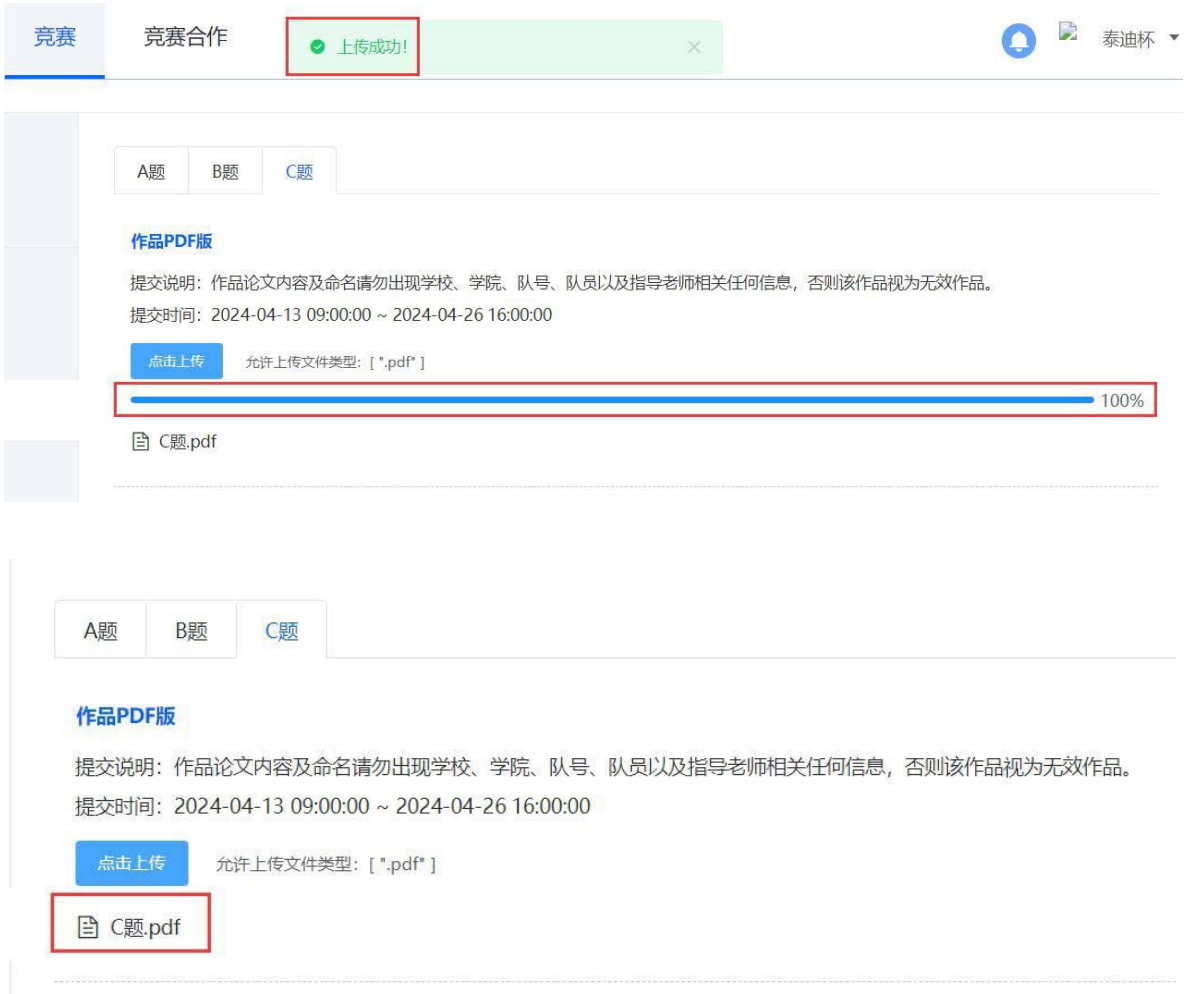 竞赛 竞赛合作 上传成功! 泰迪杯
A题 B题 C题
作品PDF版
提交说明：作品论文内容及命名请勿出现学校、学院、队号、队员以及指导老师相关任何信息，否则该作品视为无效作品。
提交时间：2024-04-13 09:00:00 ~ 2024-04-26 16:00:00
点击上传 允许上传文件类型：[ ".pdf" ]
100%
C题.pdf
A题 B题 C题
作品PDF版
提交说明：作品论文内容及命名请勿出现学校、学院、队号、队员以及指导老师相关任何信息，否则该作品视为无效作品。
提交时间：2024-04-13 09:00:00 ~ 2024-04-26 16:00:00
点击上传 允许上传文件类型：[ ".pdf" ]
C题.pdf